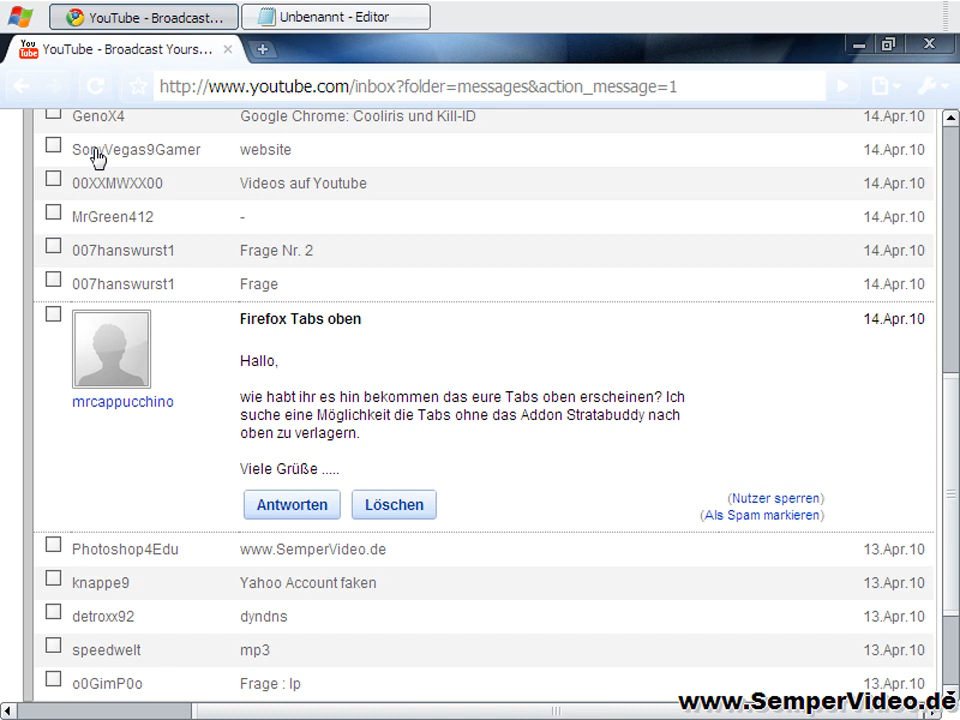 YouTube - Broadcast...
Unbenannt - Editor
You Tube
YouTube - Broadcast Yours...
http://www.youtube.com/inbox?folder=messages&action_message=1
GenoX4 Google Chrome: Cooliris und Kill-ID 14.Apr.10
SonyVegas9Gamer website 14.Apr.10
00XXMWXX00 Videos auf Youtube 14.Apr.10
MrGreen412 - 14.Apr.10
007hanswurst1 Frage Nr. 2 14.Apr.10
007hanswurst1 Frage 14.Apr.10
Firefox Tabs oben 14.Apr.10
mrcappucchino
Hallo,
wie habt ihr es hin bekommen das eure Tabs oben erscheinen? Ich
suche eine Möglichkeit die Tabs ohne das Addon Stratabuddy nach
oben zu verlagern.
Viele Grüße .....
Antworten Löschen
(Nutzer sperren)
(Als Spam markieren)
Photoshop4Edu www.SemperVideo.de 13.Apr.10
knappe9 Yahoo Account faken 13.Apr.10
detroxx92 dyndns 13.Apr.10
speedwelt mp3 13.Apr.10
o0GimP0o Frage : Ip 13.Apr.10
www.SemperVideo.de